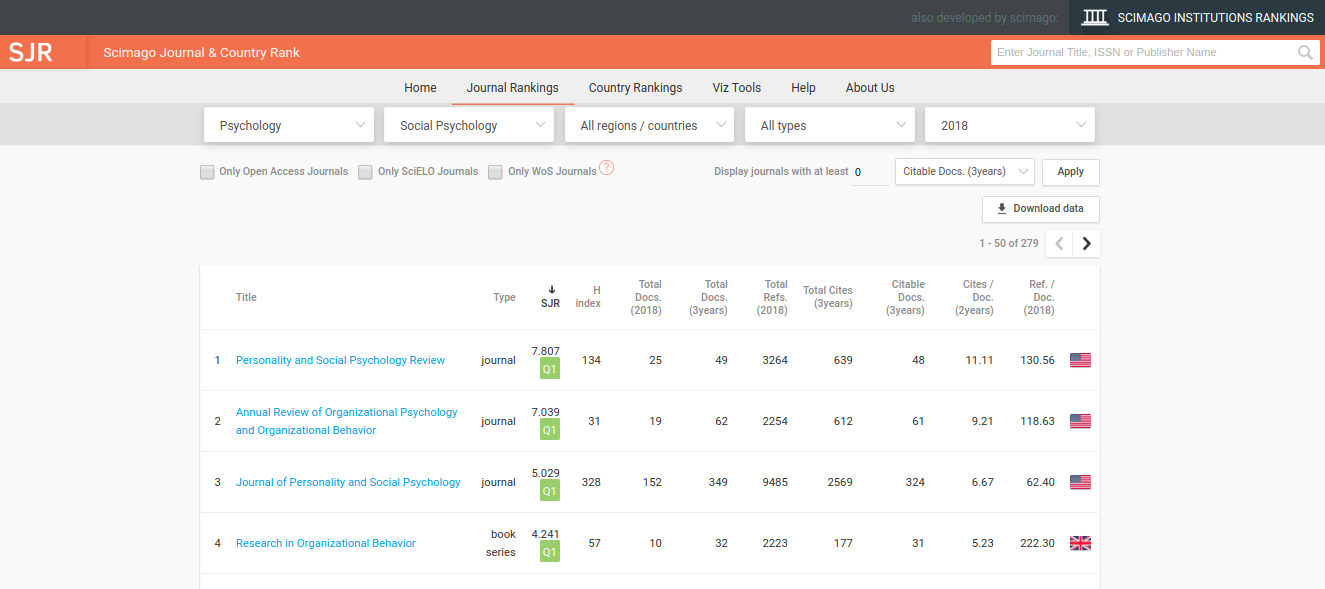 also developed by scimago:
SCIMAGO INSTITUTIONS RANKINGS
SJR
Scimago Journal & Country Rank
Enter Journal Title, ISSN or Publisher Name
Home Journal Rankings Country Rankings Viz Tools Help About Us
Psychology Social Psychology All regions / countries All types 2018
Only Open Access Journals Only SciELO Journals Only WoS Journals ? Display journals with at least 0 Citable Docs. (3years) Apply
Download data
1 - 50 of 279
Title Type SJR H index Total Docs. (2018) Total Docs. (3years) Total Refs. (2018) Total Cites (3years) Citable Docs. (3years) Cites / Doc. (2years) Ref. / Doc. (2018)
1 Personality and Social Psychology Review journal 7.807 Q1 134 25 49 3264 639 48 11.11 130.56
2 Annual Review of Organizational Psychology and Organizational Behavior journal 7.039 Q1 31 19 62 2254 612 61 9.21 118.63
3 Journal of Personality and Social Psychology journal 5.029 Q1 328 152 349 9485 2569 324 6.67 62.40
4 Research in Organizational Behavior book series 4.241 Q1 57 10 32 2223 177 31 5.23 222.30